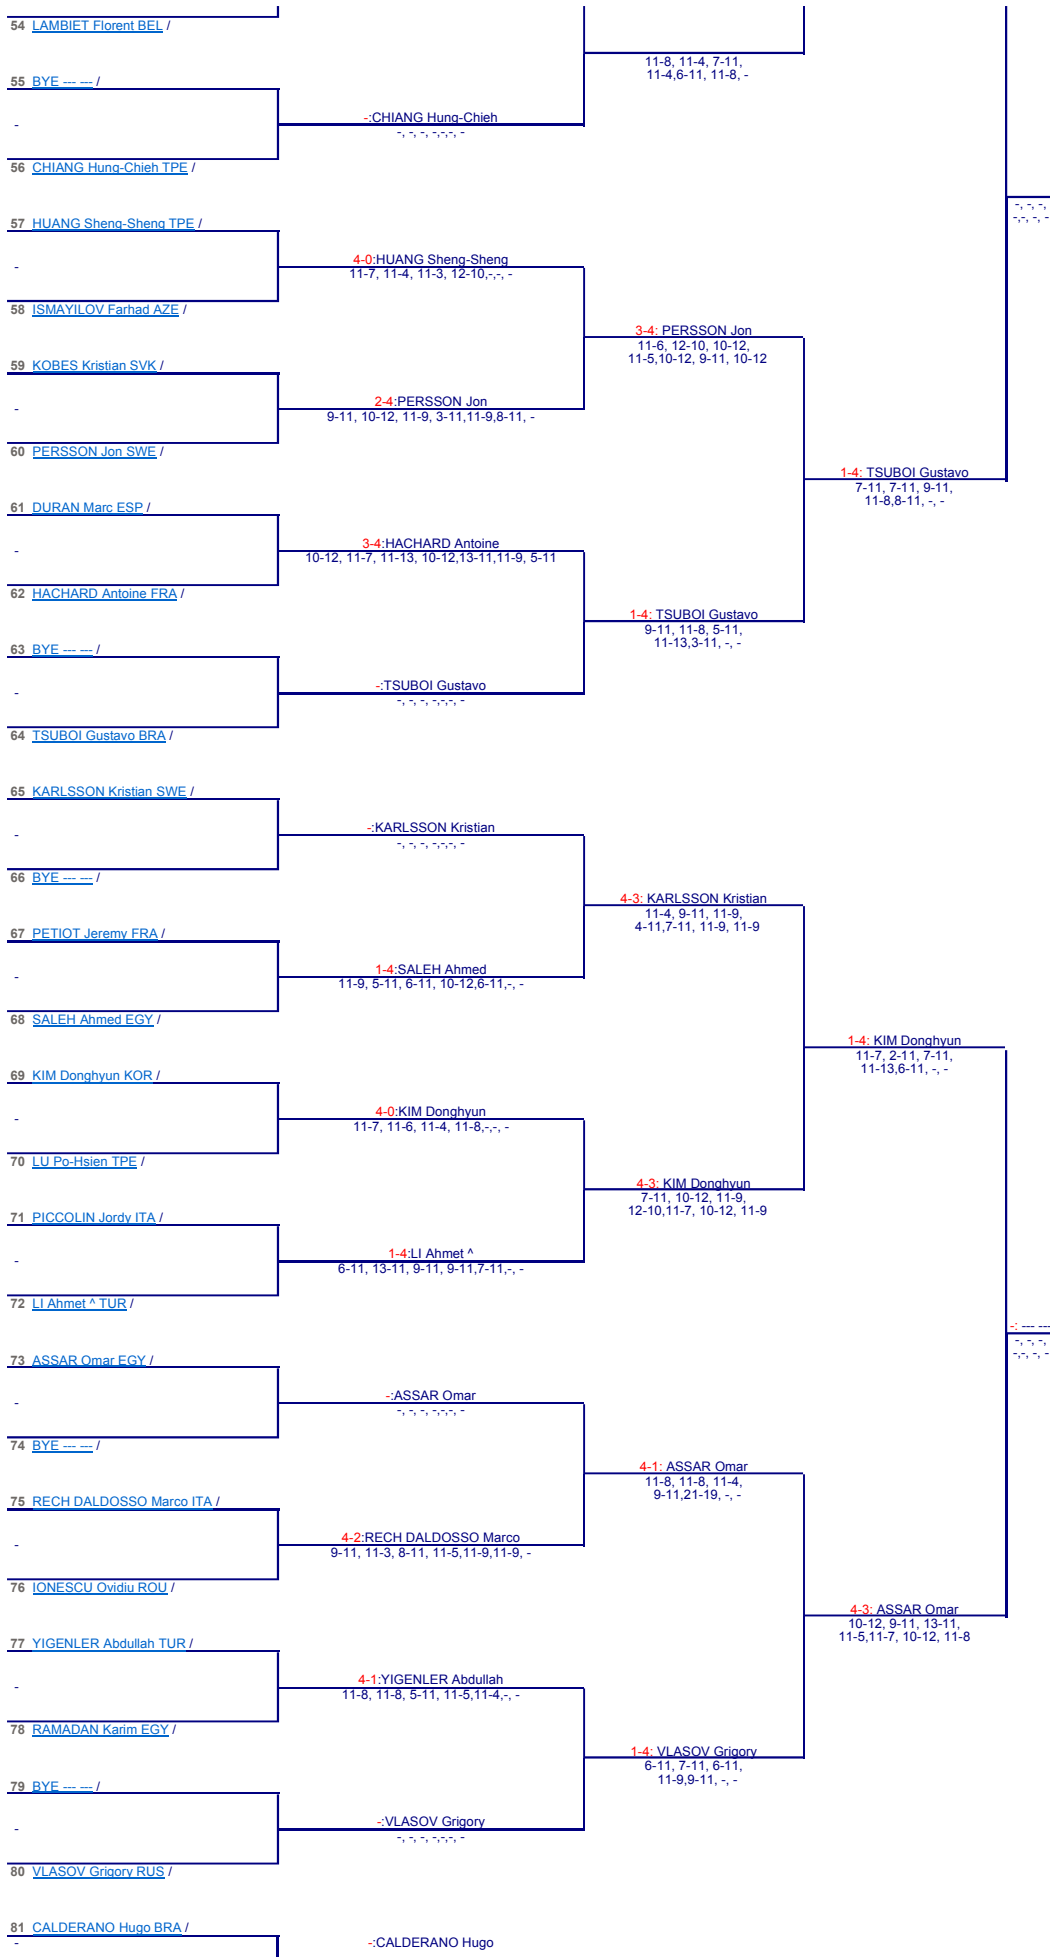 54 LAMBIET Florent BEL /
11-8, 11-4, 7-11,
11-4,6-11, 11-8, -
55 BYE --- --- /
-
-:CHIANG Hung-Chieh
-, -, -, -,-,-, -
56 CHIANG Hung-Chieh TPE /
-, -, -,
-,-, -, -
57 HUANG Sheng-Sheng TPE /
-
4-0:HUANG Sheng-Sheng
11-7, 11-4, 11-3, 12-10,-,-, -
58 ISMAYILOV Farhad AZE /
3-4: PERSSON Jon
11-6, 12-10, 10-12,
11-5,10-12, 9-11, 10-12
59 KOBES Kristian SVK /
-
2-4:PERSSON Jon
9-11, 10-12, 11-9, 3-11,11-9,8-11, -
60 PERSSON Jon SWE /
1-4: TSUBOI Gustavo
7-11, 7-11, 9-11,
11-8,8-11, -, -
61 DURAN Marc ESP /
-
3-4:HACHARD Antoine
10-12, 11-7, 11-13, 10-12,13-11,11-9, 5-11
62 HACHARD Antoine FRA /
1-4: TSUBOI Gustavo
9-11, 11-8, 5-11,
11-13,3-11, -, -
63 BYE --- --- /
-
-:TSUBOI Gustavo
-, -, -, -,-,-, -
64 TSUBOI Gustavo BRA /
65 KARLSSON Kristian SWE /
-
-:KARLSSON Kristian
-, -, -, -,-,-, -
66 BYE --- --- /
4-3: KARLSSON Kristian
11-4, 9-11, 11-9,
4-11,7-11, 11-9, 11-9
67 PETIOT Jeremy FRA /
-
1-4:SALEH Ahmed
11-9, 5-11, 6-11, 10-12,6-11,-, -
68 SALEH Ahmed EGY /
1-4: KIM Donghyun
11-7, 2-11, 7-11,
11-13,6-11, -, -
69 KIM Donghyun KOR /
-
4-0:KIM Donghyun
11-7, 11-6, 11-4, 11-8,-,-, -
70 LU Po-Hsien TPE /
4-3: KIM Donghyun
7-11, 10-12, 11-9,
12-10,11-7, 10-12, 11-9
71 PICCOLIN Jordy ITA /
-
1-4:LI Ahmet ^
6-11, 13-11, 9-11, 9-11,7-11,-, -
72 LI Ahmet ^ TUR /
-: --- ---
-, -, -,
-,-, -, -
73 ASSAR Omar EGY /
-
-:ASSAR Omar
-, -, -, -,-,-, -
74 BYE --- --- /
4-1: ASSAR Omar
11-8, 11-8, 11-4,
9-11,21-19, -, -
75 RECH DALDOSSO Marco ITA /
-
4-2:RECH DALDOSSO Marco
9-11, 11-3, 8-11, 11-5,11-9,11-9, -
76 IONESCU Ovidiu ROU /
4-3: ASSAR Omar
10-12, 9-11, 13-11,
11-5,11-7, 10-12, 11-8
77 YIGENLER Abdullah TUR /
-
4-1:YIGENLER Abdullah
11-8, 11-8, 5-11, 11-5,11-4,-, -
78 RAMADAN Karim EGY /
1-4: VLASOV Grigory
6-11, 7-11, 6-11,
11-9,9-11, -, -
79 BYE --- --- /
-
-:VLASOV Grigory
-, -, -, -,-,-, -
80 VLASOV Grigory RUS /
81 CALDERANO Hugo BRA /
-
-:CALDERANO Hugo